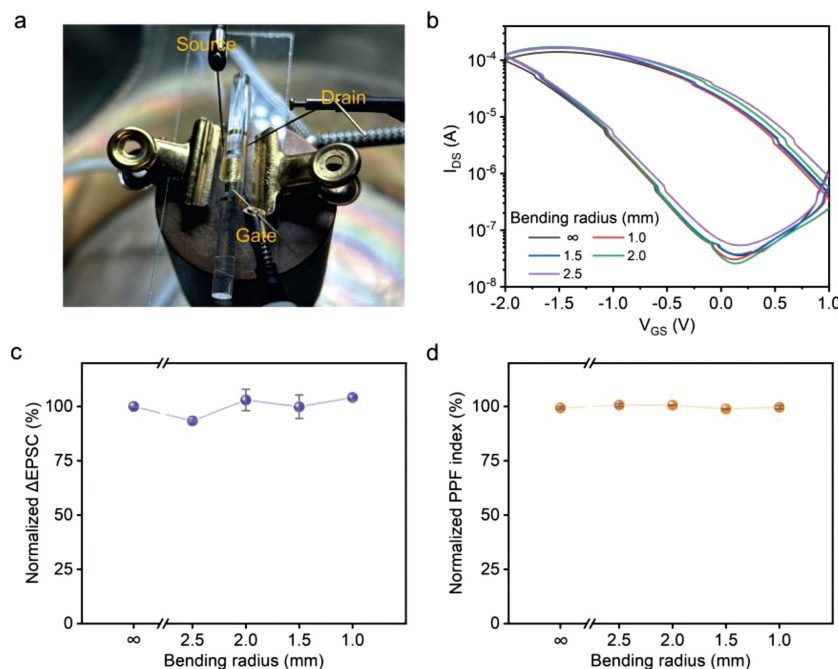 a
Source
Drain
Gate
b
I_DS (A)
10⁻⁴
10⁻⁵
10⁻⁶
10⁻⁷
10⁻⁸
Bending radius (mm)
∞ 1.0
1.5 2.0
2.5
-2.0 -1.5 -1.0 -0.5 0.0 0.5 1.0
V_GS (V)
c
Normalized ΔEPSC (%)
100
75
50
25
0
∞ 2.5 2.0 1.5 1.0
Bending radius (mm)
d
Normalized PPF index (%)
100
75
50
25
0
∞ 2.5 2.0 1.5 1.0
Bending radius (mm)